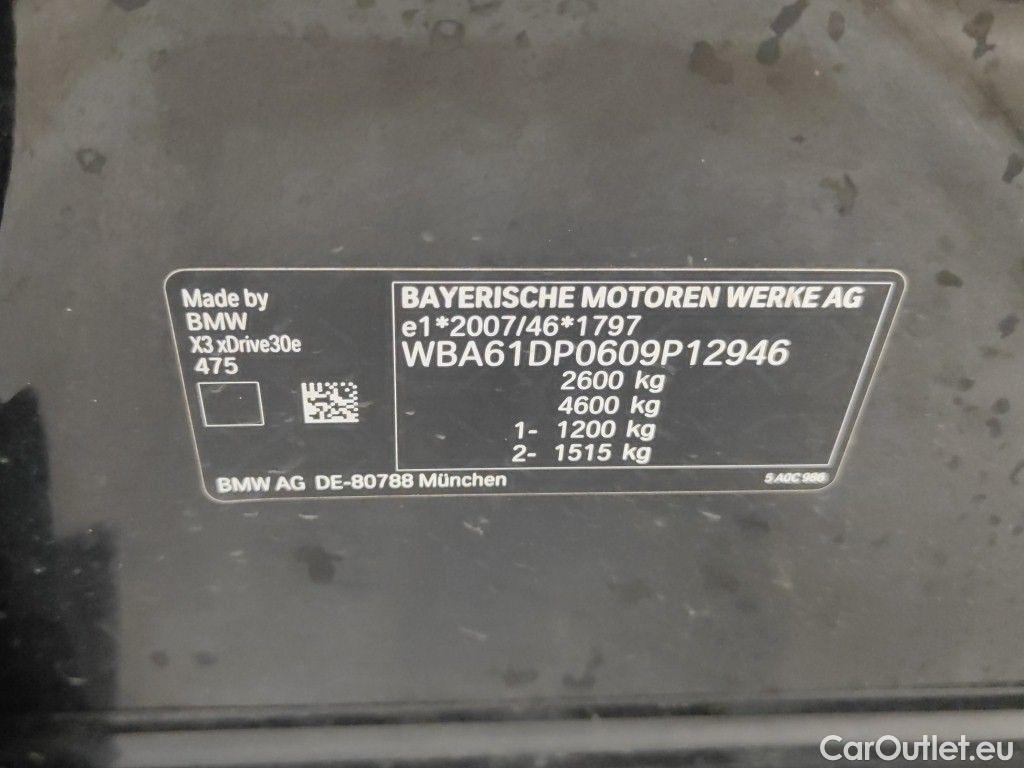 Made by
BMW
X3 xDrive30e
475
BAYERISCHE MOTOREN WERKE AG
e1*2007/46*1797
WBA61DP0609P12946
2600 kg
4600 kg
1- 1200 kg
2- 1515 kg
BMW AG DE-80788 München
5 A0C 986
CarOutlet.eu